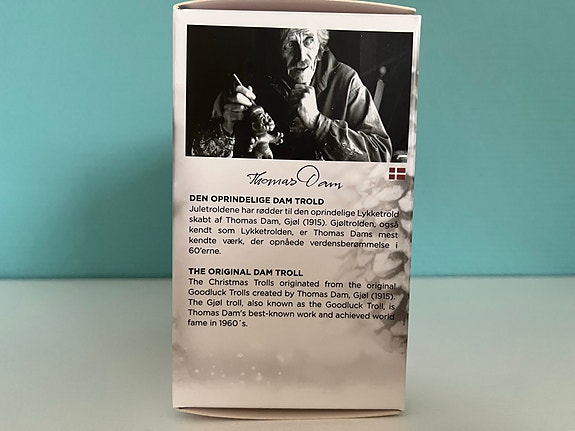 Thomas Dam
DEN OPRINDELIGE DAM TROLD
Juletroldene har rødder til den oprindelige Lykketrold
skabt af Thomas Dam, Gjøl (1915). Gjøltrolden, også
kendt som Lykketrolden, er Thomas Dams mest
kendte værk, der opnåede verdensberømmelse i
60'erne.
THE ORIGINAL DAM TROLL
The Christmas Trolls originated from the original
Goodluck Trolls created by Thomas Dam, Gjøl (1915).
The Gjøl troll, also known as the Goodluck Troll, is
Thomas Dam's best-known work and achieved world
fame in 1960´s.